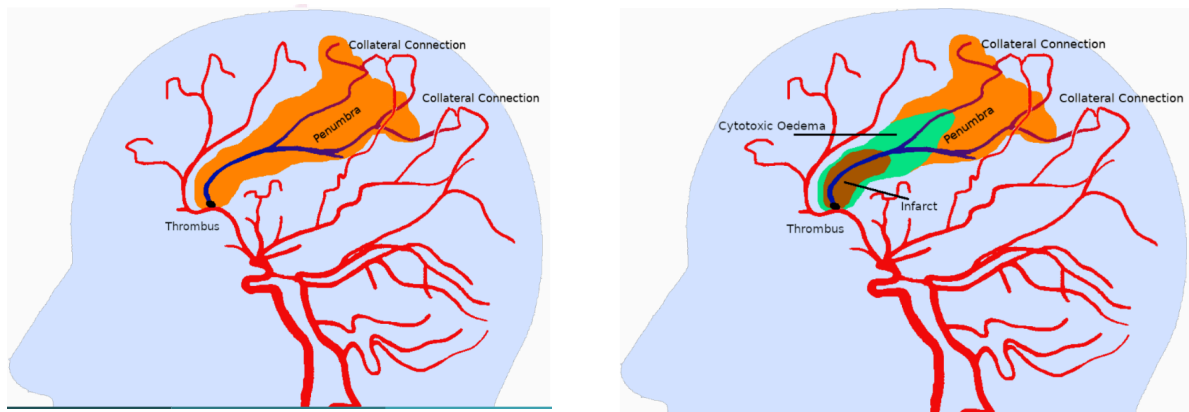 Collateral Connection
Collateral Connection
Penumbra
Thrombus
Collateral Connection
Collateral Connection
Cytotoxic Oedema
Penumbra
Infarct
Thrombus